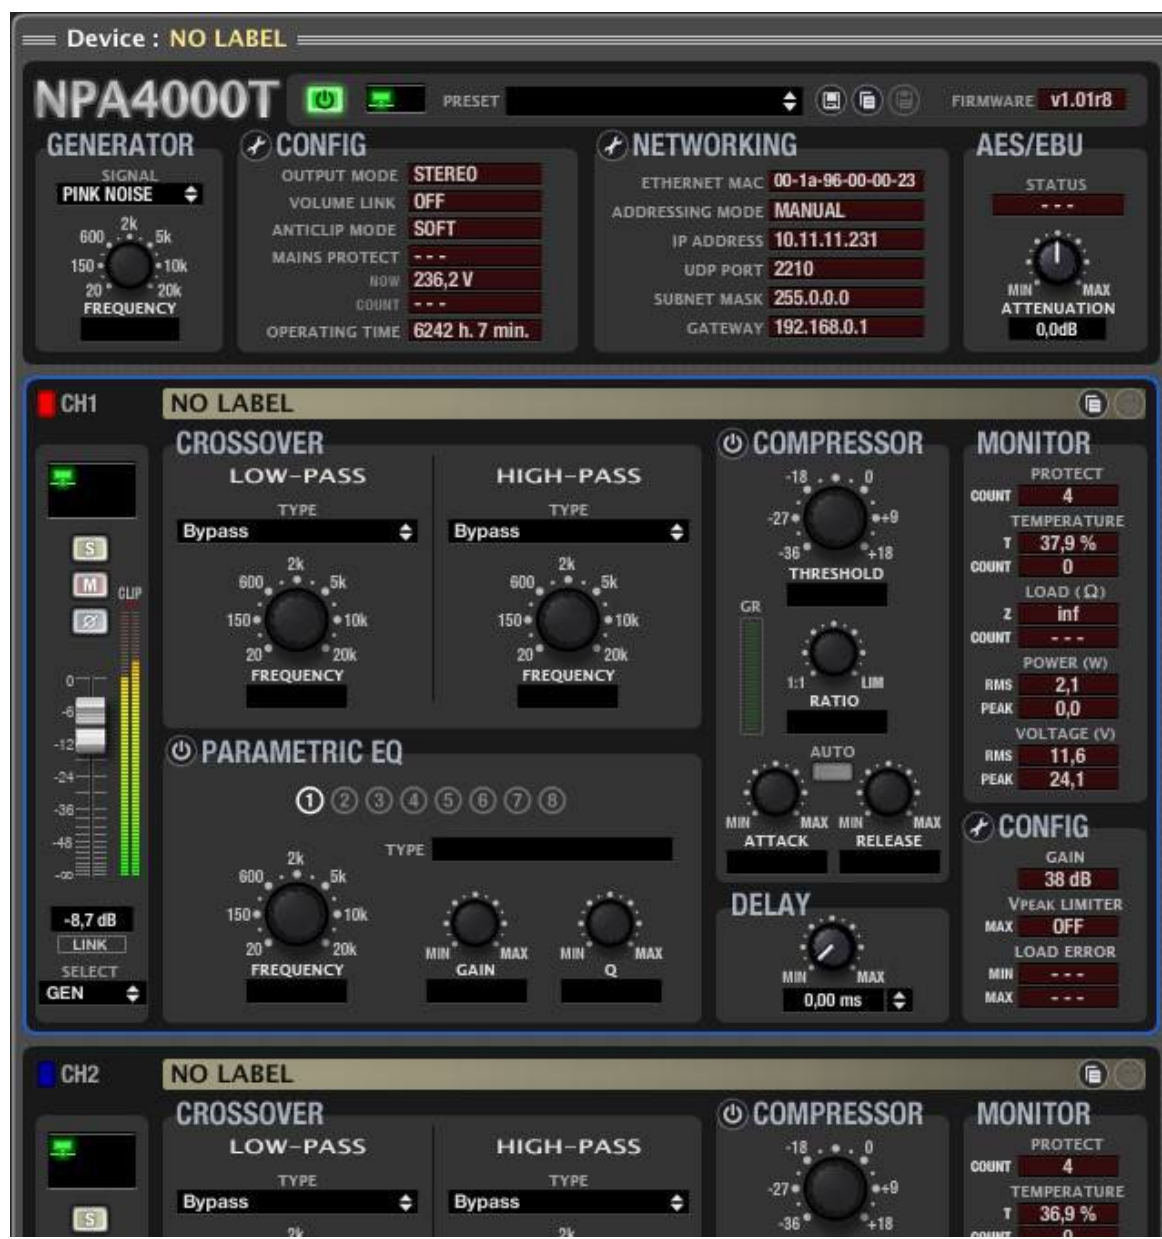 Device : NO LABEL
NPA4000T PRESET FIRMWARE v1.01r8
GENERATOR
SIGNAL
PINK NOISE
2k
600 5k
150 10k
20 20k
FREQUENCY
CONFIG
OUTPUT MODE STEREO
VOLUME LINK OFF
ANTICLIP MODE SOFT
MAINS PROTECT - - -
NOW 236,2 V
COUNT - - -
OPERATING TIME 6242 h. 7 min.
NETWORKING
ETHERNET MAC 00-1a-96-00-00-23
ADDRESSING MODE MANUAL
IP ADDRESS 10.11.11.231
UDP PORT 2210
SUBNET MASK 255.0.0.0
GATEWAY 192.168.0.1
AES/EBU
STATUS
- - -
MIN MAX
ATTENUATION
0,0dB
CH1 NO LABEL
S
M
Ø
CLIP
0
-6
-12
-24
-36
-48
-∞
-8,7 dB
LINK
SELECT
GEN
CROSSOVER
LOW-PASS
TYPE
Bypass
2k
600 5k
150 10k
20 20k
FREQUENCY
HIGH-PASS
TYPE
Bypass
2k
600 5k
150 10k
20 20k
FREQUENCY
PARAMETRIC EQ
1 2 3 4 5 6 7 8
TYPE
2k
600 5k
150 10k
20 20k
FREQUENCY
MIN MAX
GAIN
MIN MAX
Q
COMPRESSOR
-18 0
-27 +9
-36 +18
THRESHOLD
GR
1:1 LIM
RATIO
AUTO
MIN MAX MIN MAX
ATTACK RELEASE
DELAY
MIN MAX
0,00 ms
MONITOR
PROTECT
COUNT 4
TEMPERATURE
T 37,9 %
COUNT 0
LOAD (Ω)
Z inf
COUNT - - -
POWER (W)
RMS 2,1
PEAK 0,0
VOLTAGE (V)
RMS 11,6
PEAK 24,1
CONFIG
GAIN
38 dB
VPEAK LIMITER
MAX OFF
LOAD ERROR
MIN - - -
MAX - - -
CH2 NO LABEL
S
CROSSOVER
LOW-PASS
TYPE
Bypass
2k
HIGH-PASS
TYPE
Bypass
2k
COMPRESSOR
-18 0
-27 +9
-36 +18
MONITOR
PROTECT
COUNT 4
TEMPERATURE
T 36,9 %
COUNT 0